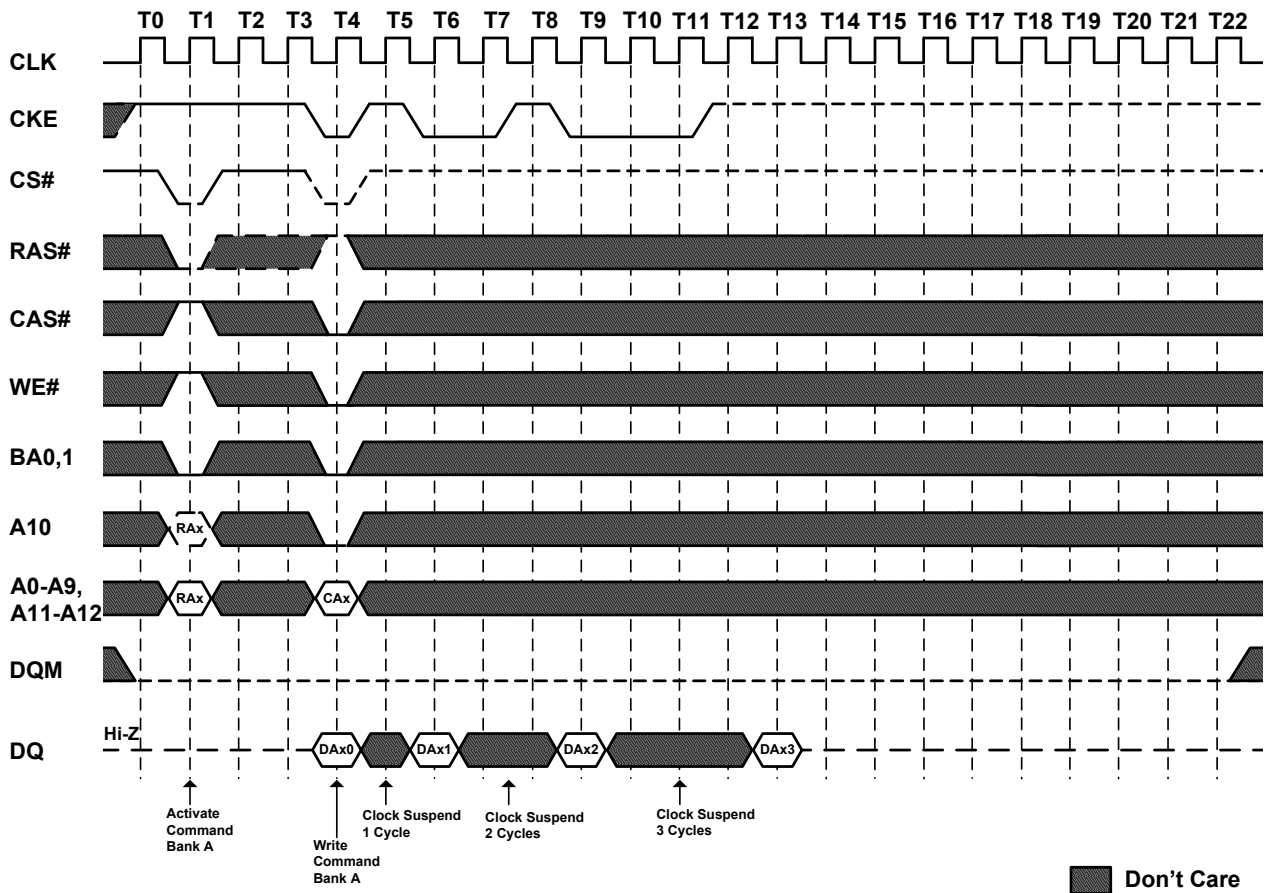 T0 T1 T2 T3 T4 T5 T6 T7 T8 T9 T10 T11 T12 T13 T14 T15 T16 T17 T18 T19 T20 T21 T22
CLK
CKE
CS#
RAS#
CAS#
WE#
BA0,1
A10
RAx
A0-A9,
A11-A12
RAx
CAx
DQM
DQ
Hi-Z
DAx0
DAx1
DAx2
DAx3
Activate
Command
Bank A
Write
Command
Bank A
Clock Suspend
1 Cycle
Clock Suspend
2 Cycles
Clock Suspend
3 Cycles
Don't Care